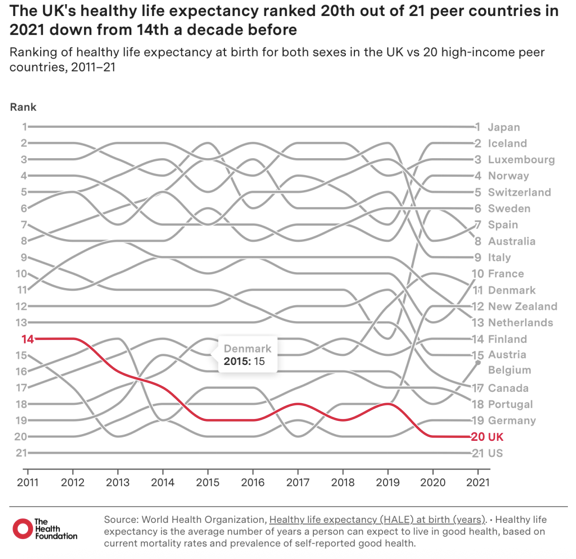 The UK's healthy life expectancy ranked 20th out of 21 peer countries in
2021 down from 14th a decade before
Ranking of healthy life expectancy at birth for both sexes in the UK vs 20 high-income peer
countries, 2011–21
Rank
1 1 Japan
2 2 Iceland
3 3 Luxembourg
4 4 Norway
5 5 Switzerland
6 6 Sweden
7 7 Spain
8 8 Australia
9 9 Italy
10 10 France
11 11 Denmark
12 12 New Zealand
13 13 Netherlands
14 14 Finland
Denmark
2015: 15
15 15 Austria
16 Belgium
17 17 Canada
18 18 Portugal
19 19 Germany
20 20 UK
21 21 US
2011 2012 2013 2014 2015 2016 2017 2018 2019 2020 2021
The
Health
Foundation
Source: World Health Organization, Healthy life expectancy (HALE) at birth (years). • Healthy life
expectancy is the average number of years a person can expect to live in good health, based on
current mortality rates and prevalence of self-reported good health.